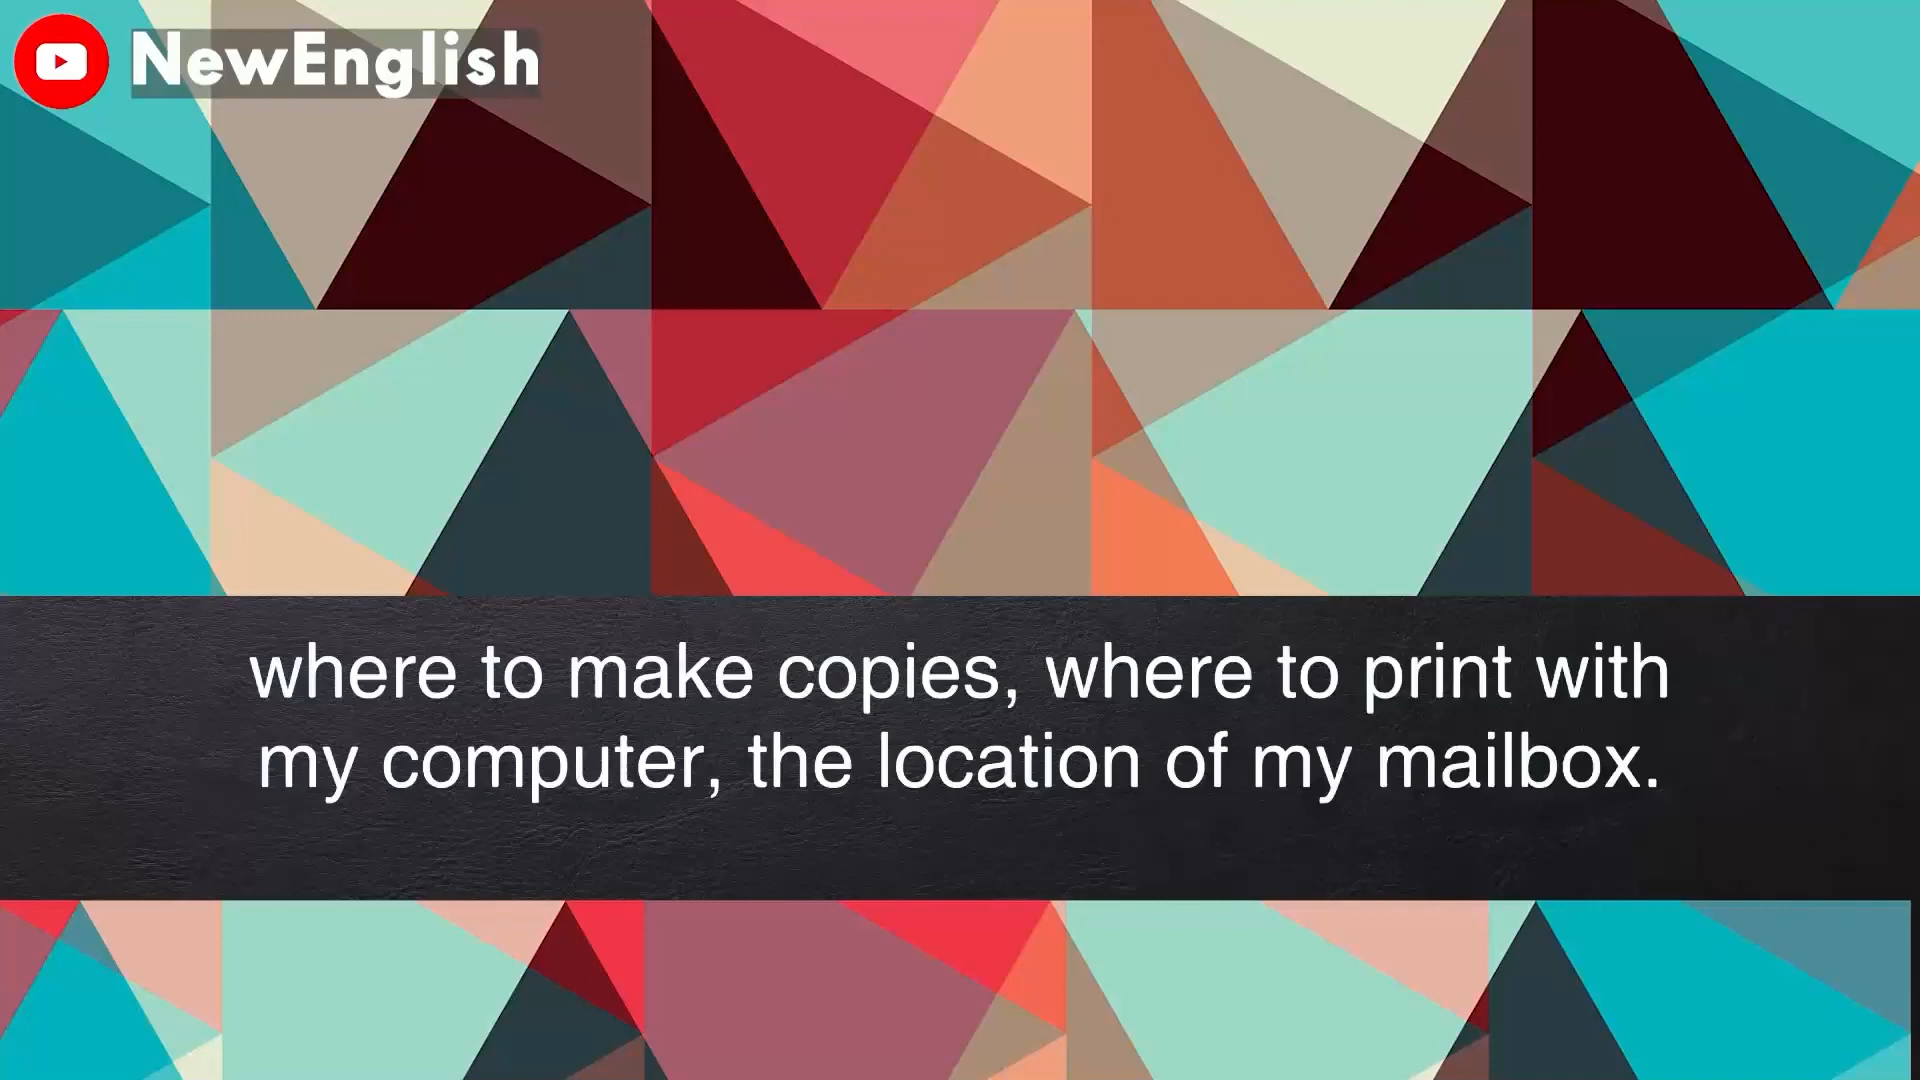 NewEnglish
where to make copies, where to print with
my computer, the location of my mailbox.